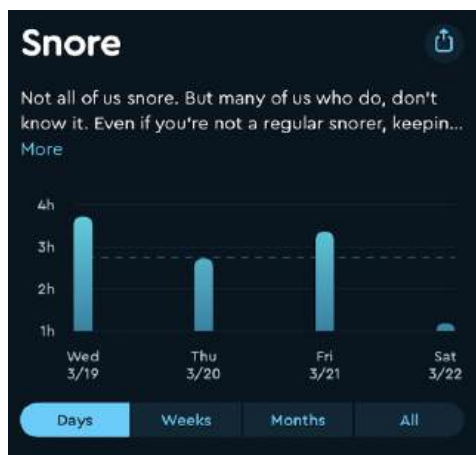 Snore
Not all of us snore. But many of us who do, don't
know it. Even if you're not a regular snorer, keepin...
More
4h
3h
2h
1h
Wed Thu Fri Sat
3/19 3/20 3/21 3/22
Days Weeks Months All